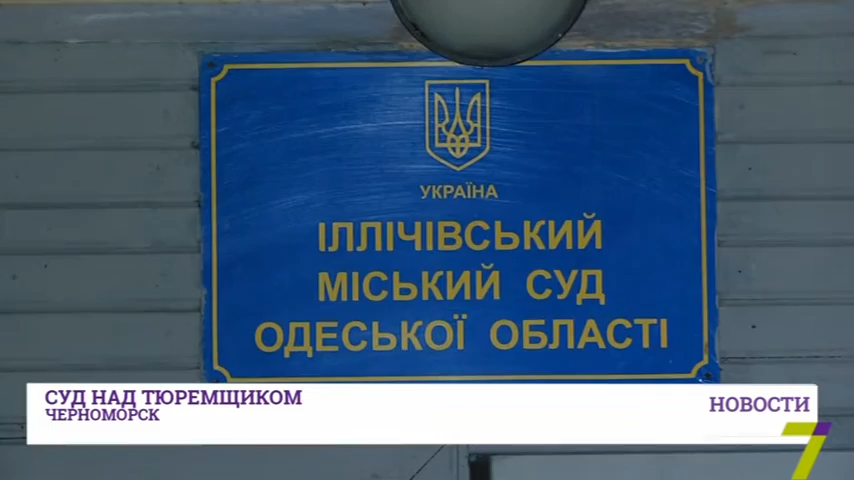 УКРАЇНА
ІЛЛІЧІВСЬКИЙ
МІСЬКИЙ СУД
ОДЕСЬКОЇ ОБЛАСТІ
СУД НАД ТЮРЕМЩИКОМ
ЧЕРНОМОРСК
НОВОСТИ
7